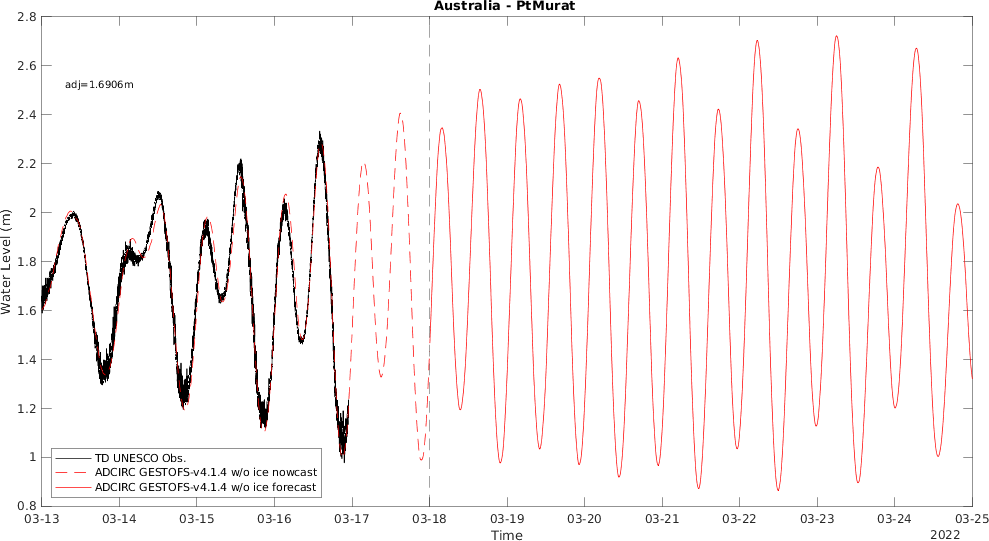 Australia - PtMurat
2.8
2.6
2.4
2.2
2
1.8
1.6
1.4
1.2
1
0.8
Water Level (m)
adj=1.6906m
TD UNESCO Obs.
ADCIRC GESTOFS-v4.1.4 w/o ice nowcast
ADCIRC GESTOFS-v4.1.4 w/o ice forecast
03-13 03-14 03-15 03-16 03-17 03-18 03-19 03-20 03-21 03-22 03-23 03-24 03-25
Time
2022